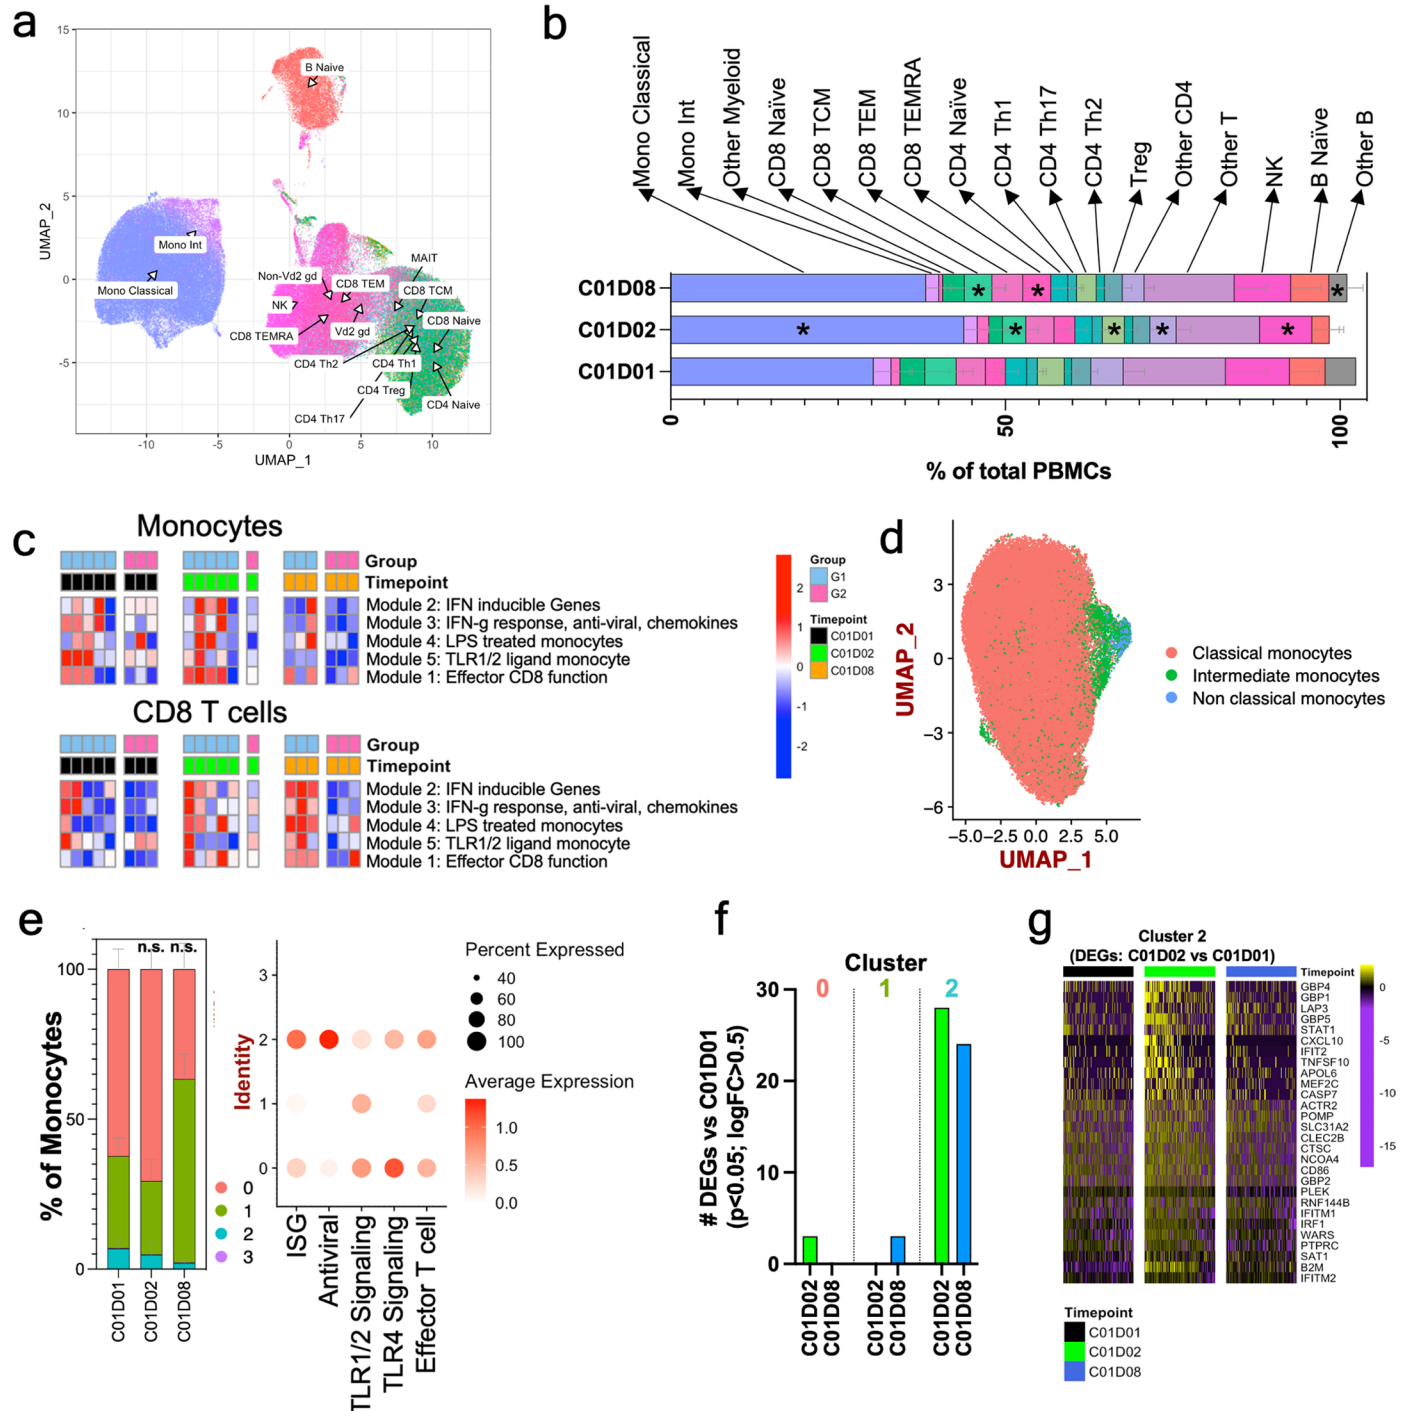 a
15
10
5
0
-5
-10
-5
0
5
10
UMAP_2
UMAP_1
B Naive
Mono Int
Mono Classical
MAIT
Non-Vd2 gd
CD8 TEM
CD8 TCM
NK
CD8 TEMRA
Vd2 gd
CD8 Naive
CD4 Th2
CD4 Th1
CD4 Treg
CD4 Naive
CD4 Th17
b
Mono Classical
Mono Int
Other Myeloid
CD8 Naïve
CD8 TCM
CD8 TEM
CD8 TEMRA
CD4 Naïve
CD4 Th1
CD4 Th17
CD4 Th2
Treg
Other CD4
Other T
NK
B Naïve
Other B
C01D08
* * *
C01D02
* * * * *
C01D01
0
50
100
% of total PBMCs
c
Monocytes
Group
Timepoint
Module 2: IFN inducible Genes
Module 3: IFN-g response, anti-viral, chemokines
Module 4: LPS treated monocytes
Module 5: TLR1/2 ligand monocyte
Module 1: Effector CD8 function
CD8 T cells
Group
Timepoint
Module 2: IFN inducible Genes
Module 3: IFN-g response, anti-viral, chemokines
Module 4: LPS treated monocytes
Module 5: TLR1/2 ligand monocyte
Module 1: Effector CD8 function
2
1
0
-1
-2
Group
G1
G2
Timepoint
C01D01
C01D02
C01D08
d
UMAP_2
3
0
−3
−6
−5.0
−2.5
0.0
2.5
5.0
UMAP_1
Classical monocytes
Intermediate monocytes
Non classical monocytes
e
n.s. n.s.
100
50
0
% of Monocytes
C01D01
C01D02
C01D08
0
1
2
3
Identity
3
2
1
0
ISG
Antiviral
TLR1/2 Signaling
TLR4 Signaling
Effector T cell
Percent Expressed
40
60
80
100
Average Expression
1.0
0.5
0.0
f
Cluster
0 1 2
30
20
10
0
# DEGs vs C01D01
(p<0.05; logFC>0.5)
C01D02
C01D08
C01D02
C01D08
C01D02
C01D08
g
Cluster 2
(DEGs: C01D02 vs C01D01)
Timepoint
GBP4
GBP1
LAP3
GBP5
STAT1
CXCL10
IFIT2
TNFSF10
APOL6
MEF2C
CASP7
ACTR2
POMP
SLC31A2
CLEC2B
CTSC
NCOA4
CD86
GBP2
PLEK
RNF144B
IFITM1
IRF1
WARS
PTPRC
SAT1
B2M
IFITM2
0
-5
-10
-15
Timepoint
C01D01
C01D02
C01D08